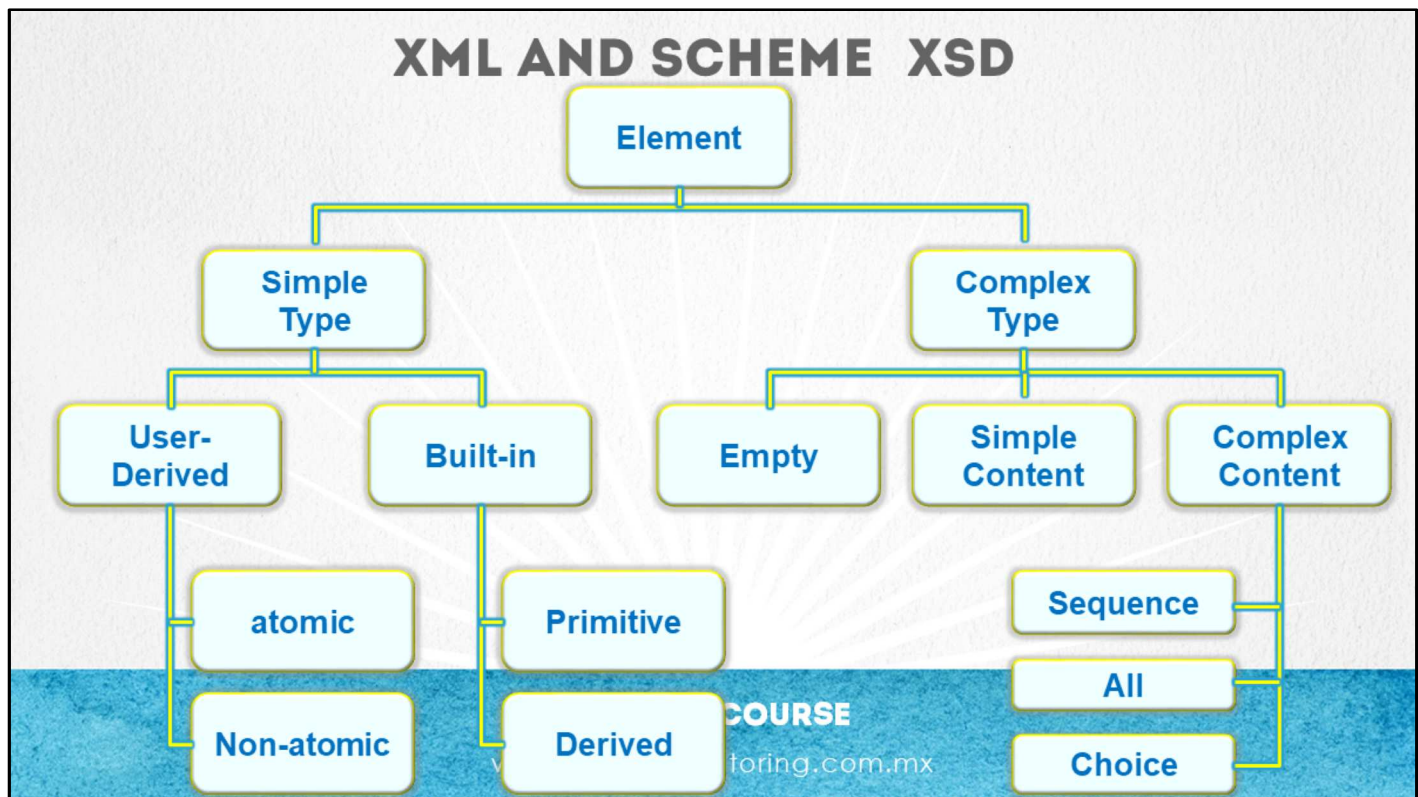 XML AND SCHEME XSD
Element
Simple
Type
Complex
Type
User-
Derived
Built-in
Empty
Simple
Content
Complex
Content
atomic
Primitive
Sequence
Non-atomic
Derived
All
Choice
COURSE
toring.com.mx